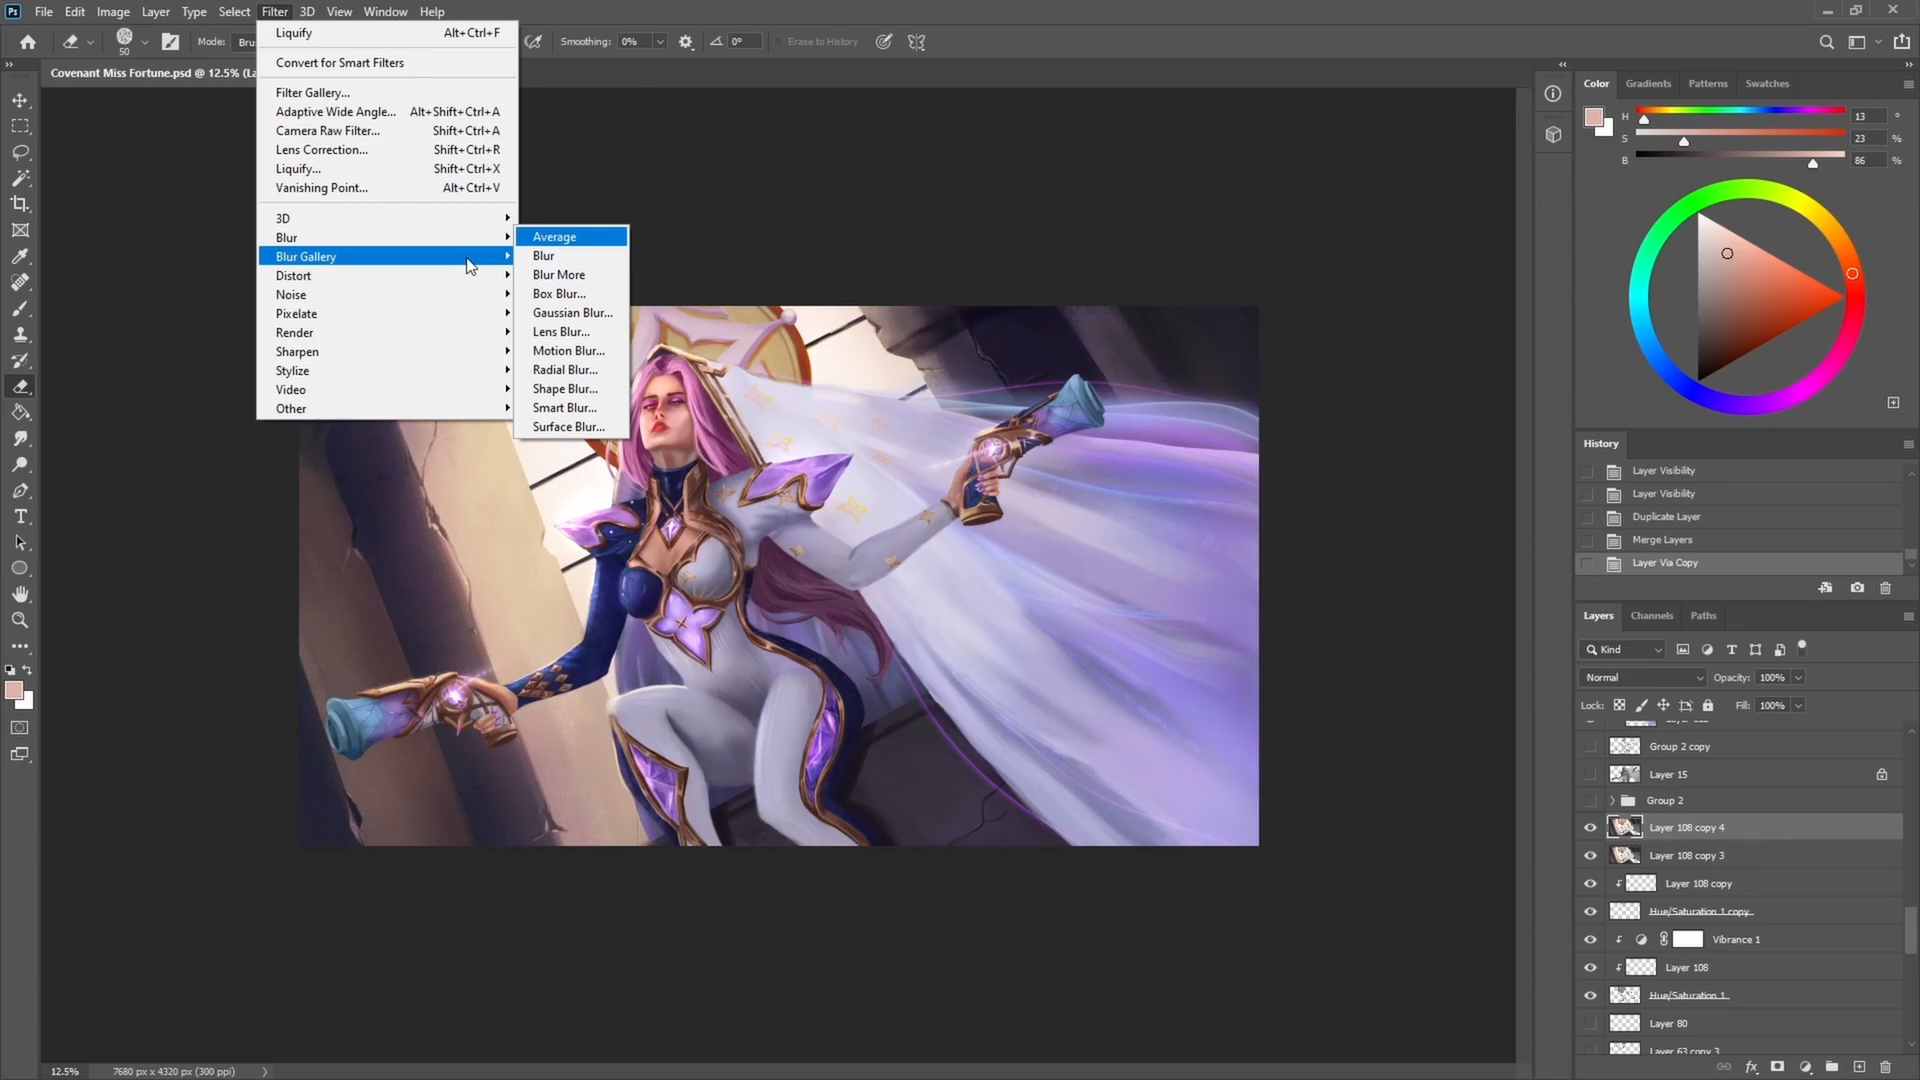 Ps File Edit Image Layer Type Select Filter 3D View Window Help
50 Mode: Bru Smoothing: 0% 0° Erase to History
Covenant Miss Fortune.psd @ 12.5% (La
Liquify Alt+Ctrl+F
Convert for Smart Filters
Filter Gallery...
Adaptive Wide Angle... Alt+Shift+Ctrl+A
Camera Raw Filter... Shift+Ctrl+A
Lens Correction... Shift+Ctrl+R
Liquify... Shift+Ctrl+X
Vanishing Point... Alt+Ctrl+V
3D
Blur
Blur Gallery
Distort
Noise
Pixelate
Render
Sharpen
Stylize
Video
Other
Average
Blur
Blur More
Box Blur...
Gaussian Blur...
Lens Blur...
Motion Blur...
Radial Blur...
Shape Blur...
Smart Blur...
Surface Blur...
Color Gradients Patterns Swatches
H 13 °
S 23 %
B 86 %
History
Layer Visibility
Layer Visibility
Duplicate Layer
Merge Layers
Layer Via Copy
Layers Channels Paths
Kind
Normal Opacity: 100%
Lock: Fill: 100%
Group 2 copy
Layer 15
Group 2
Layer 108 copy 4
Layer 108 copy 3
Layer 108 copy
Hue/Saturation 1 copy
Vibrance 1
Layer 108
Hue/Saturation 1
Layer 80
Layer 63 copy 3
12.5% 7680 px x 4320 px (300 ppi)